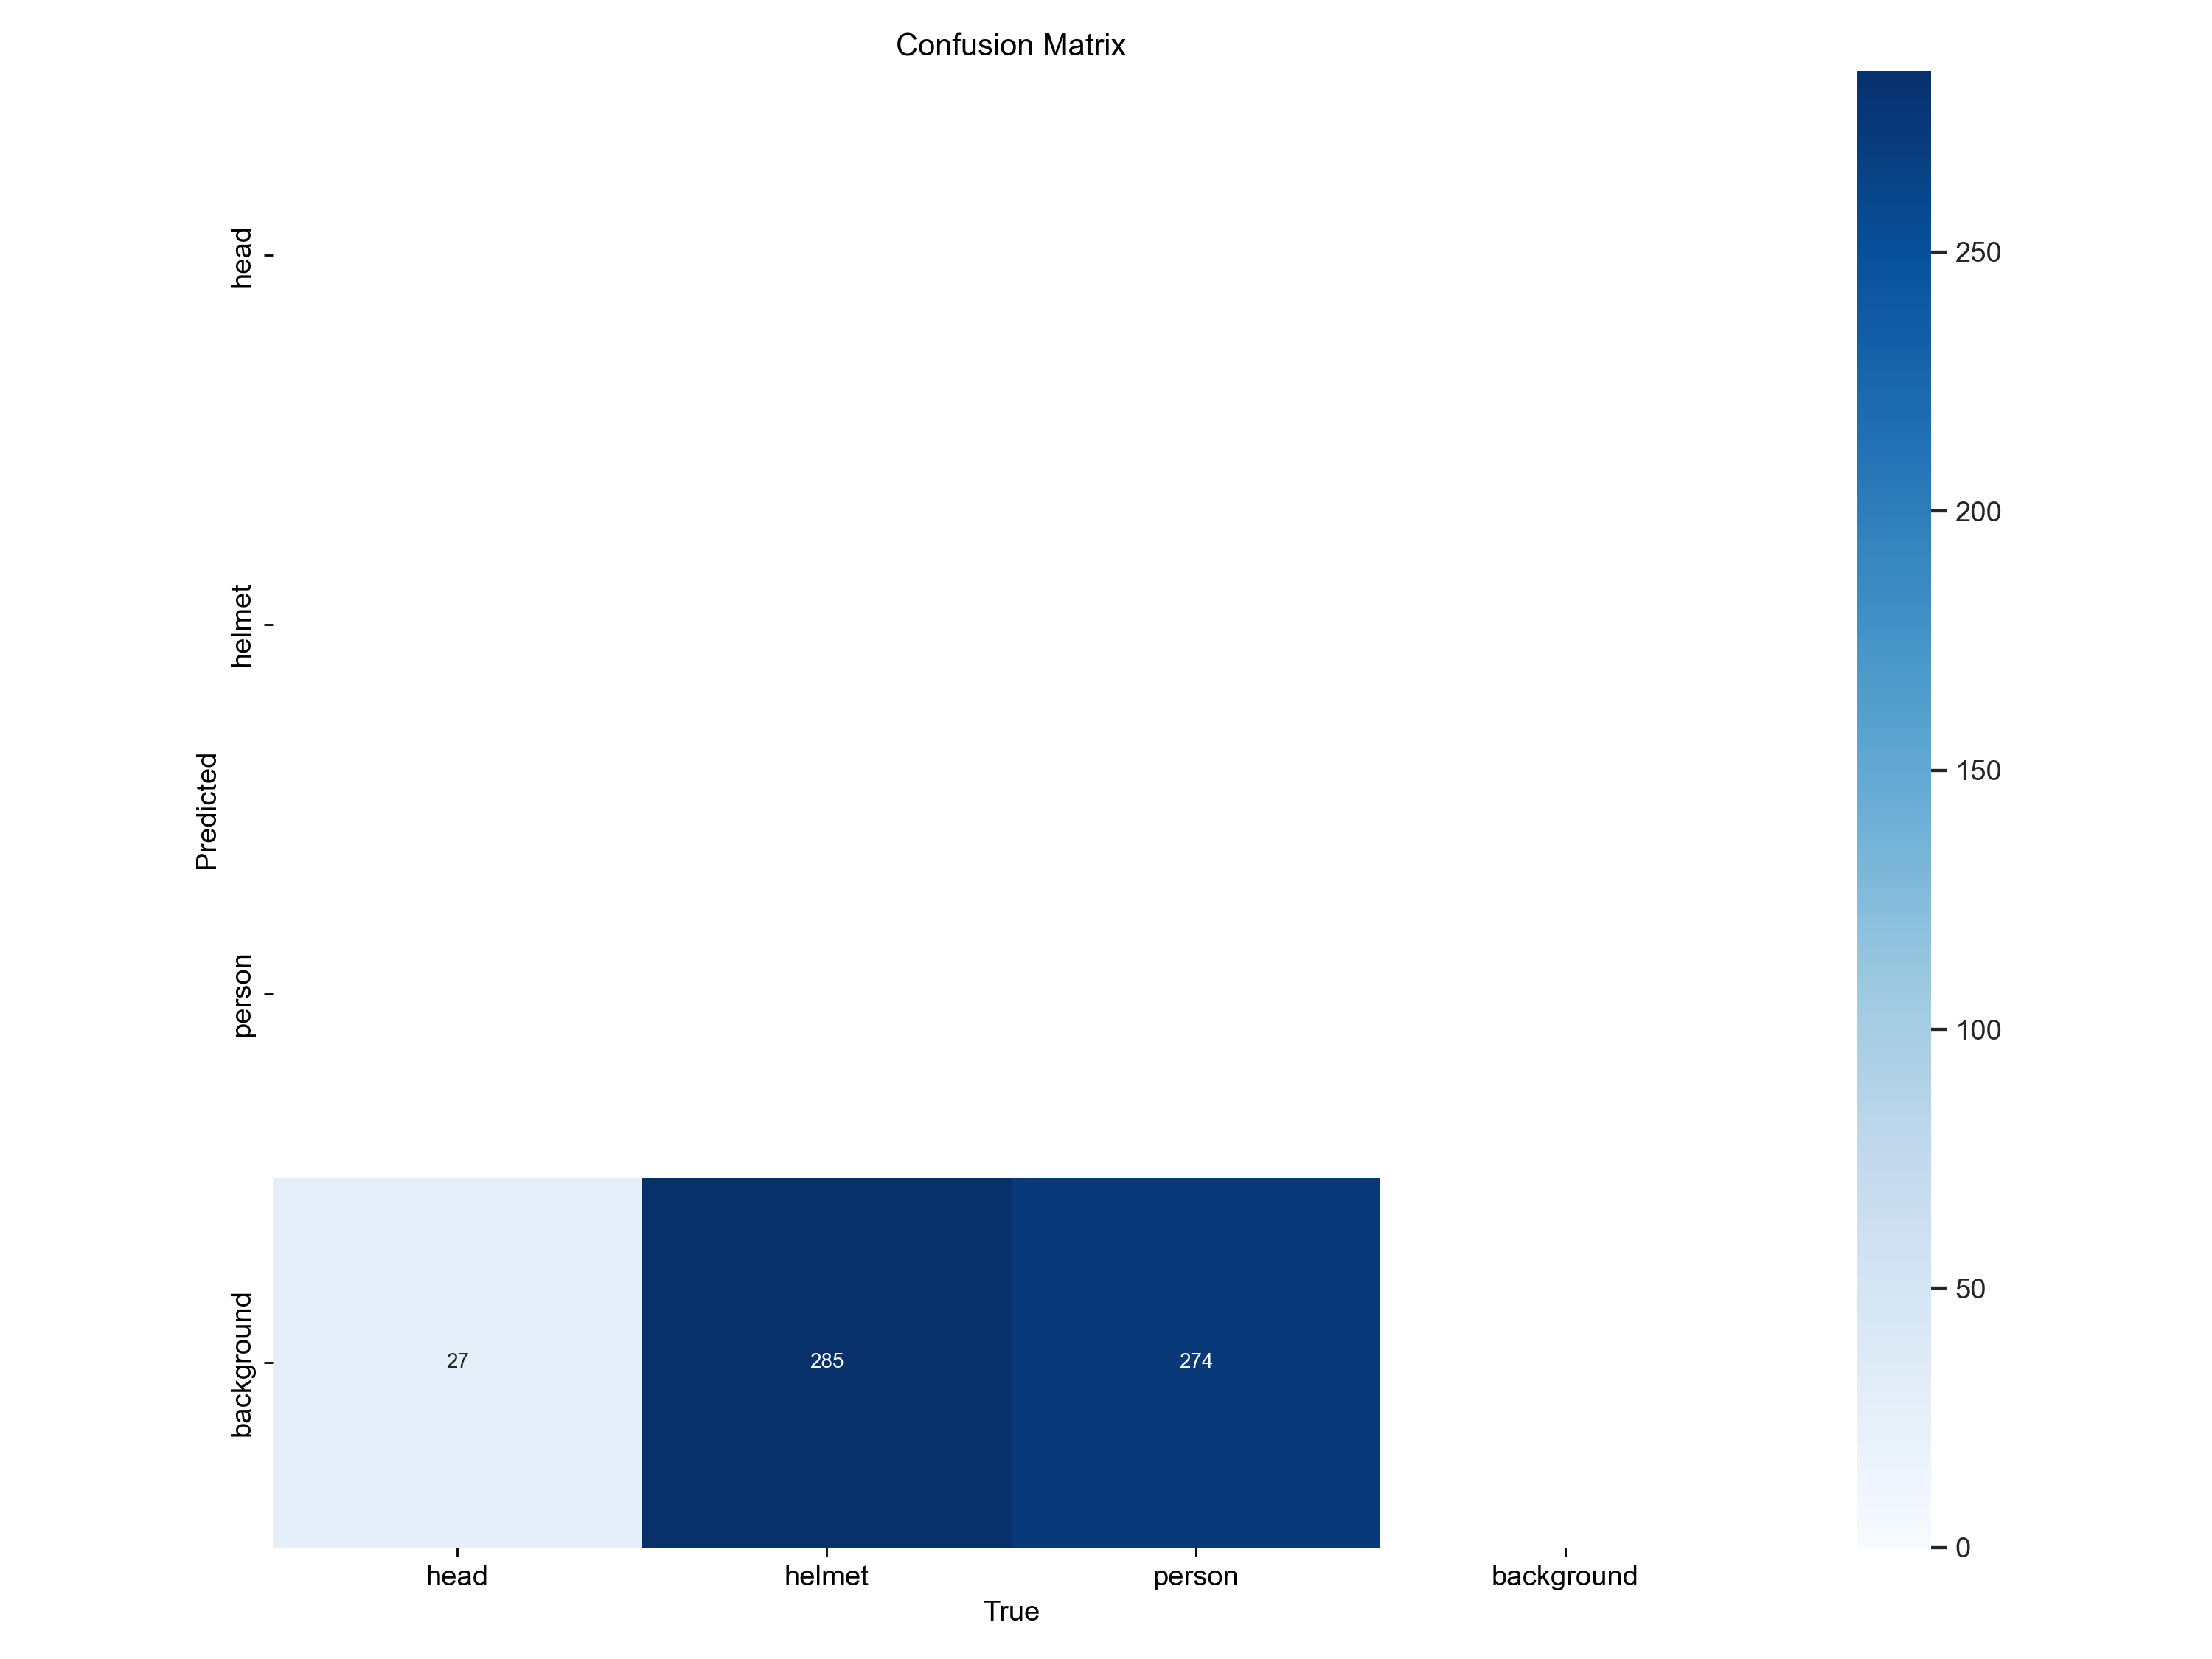 Confusion Matrix
head
helmet
person
background
Predicted
27
285
274
head
helmet
person
background
True
250
200
150
100
50
0